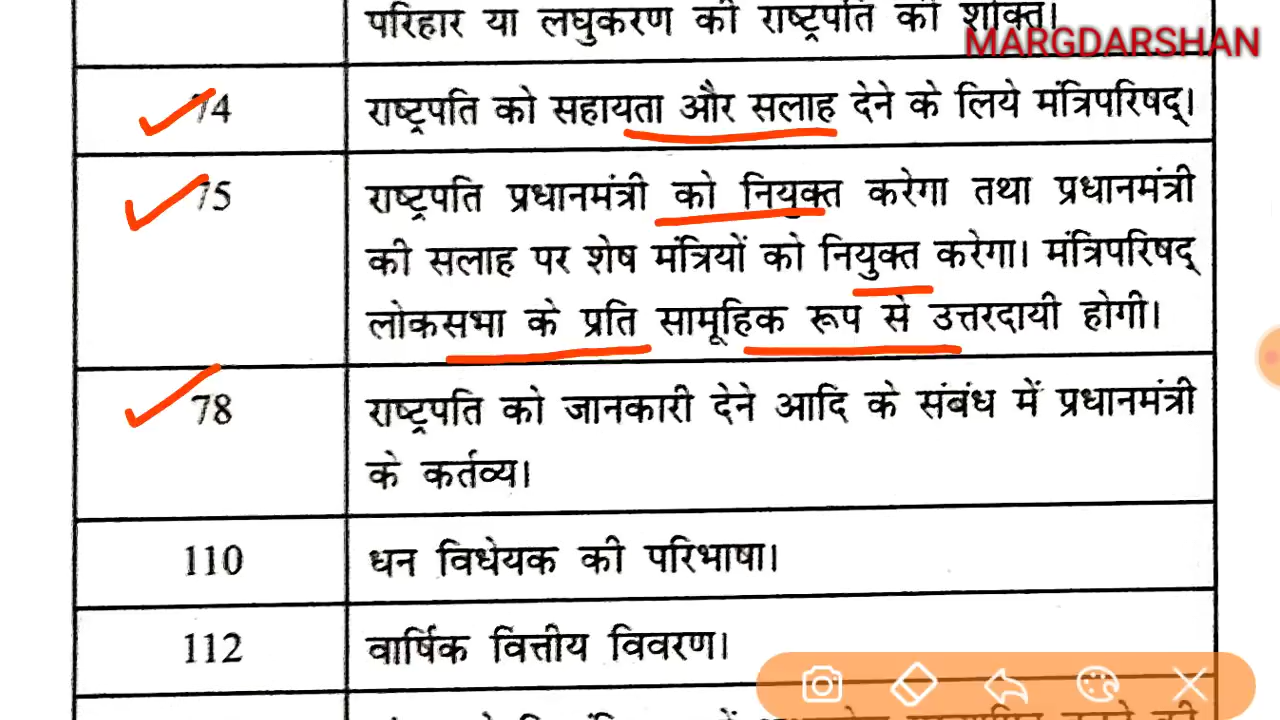 परिहार या लघुकरण की राष्ट्रपति की शक्ति।
MARGDARSHAN
74 राष्ट्रपति को सहायता और सलाह देने के लिये मंत्रिपरिषद्।
75 राष्ट्रपति प्रधानमंत्री को नियुक्त करेगा तथा प्रधानमंत्री
की सलाह पर शेष मंत्रियों को नियुक्त करेगा। मंत्रिपरिषद्
लोकसभा के प्रति सामूहिक रूप से उत्तरदायी होगी।
78 राष्ट्रपति को जानकारी देने आदि के संबंध में प्रधानमंत्री
के कर्तव्य।
110 धन विधेयक की परिभाषा।
112 वार्षिक वित्तीय विवरण।